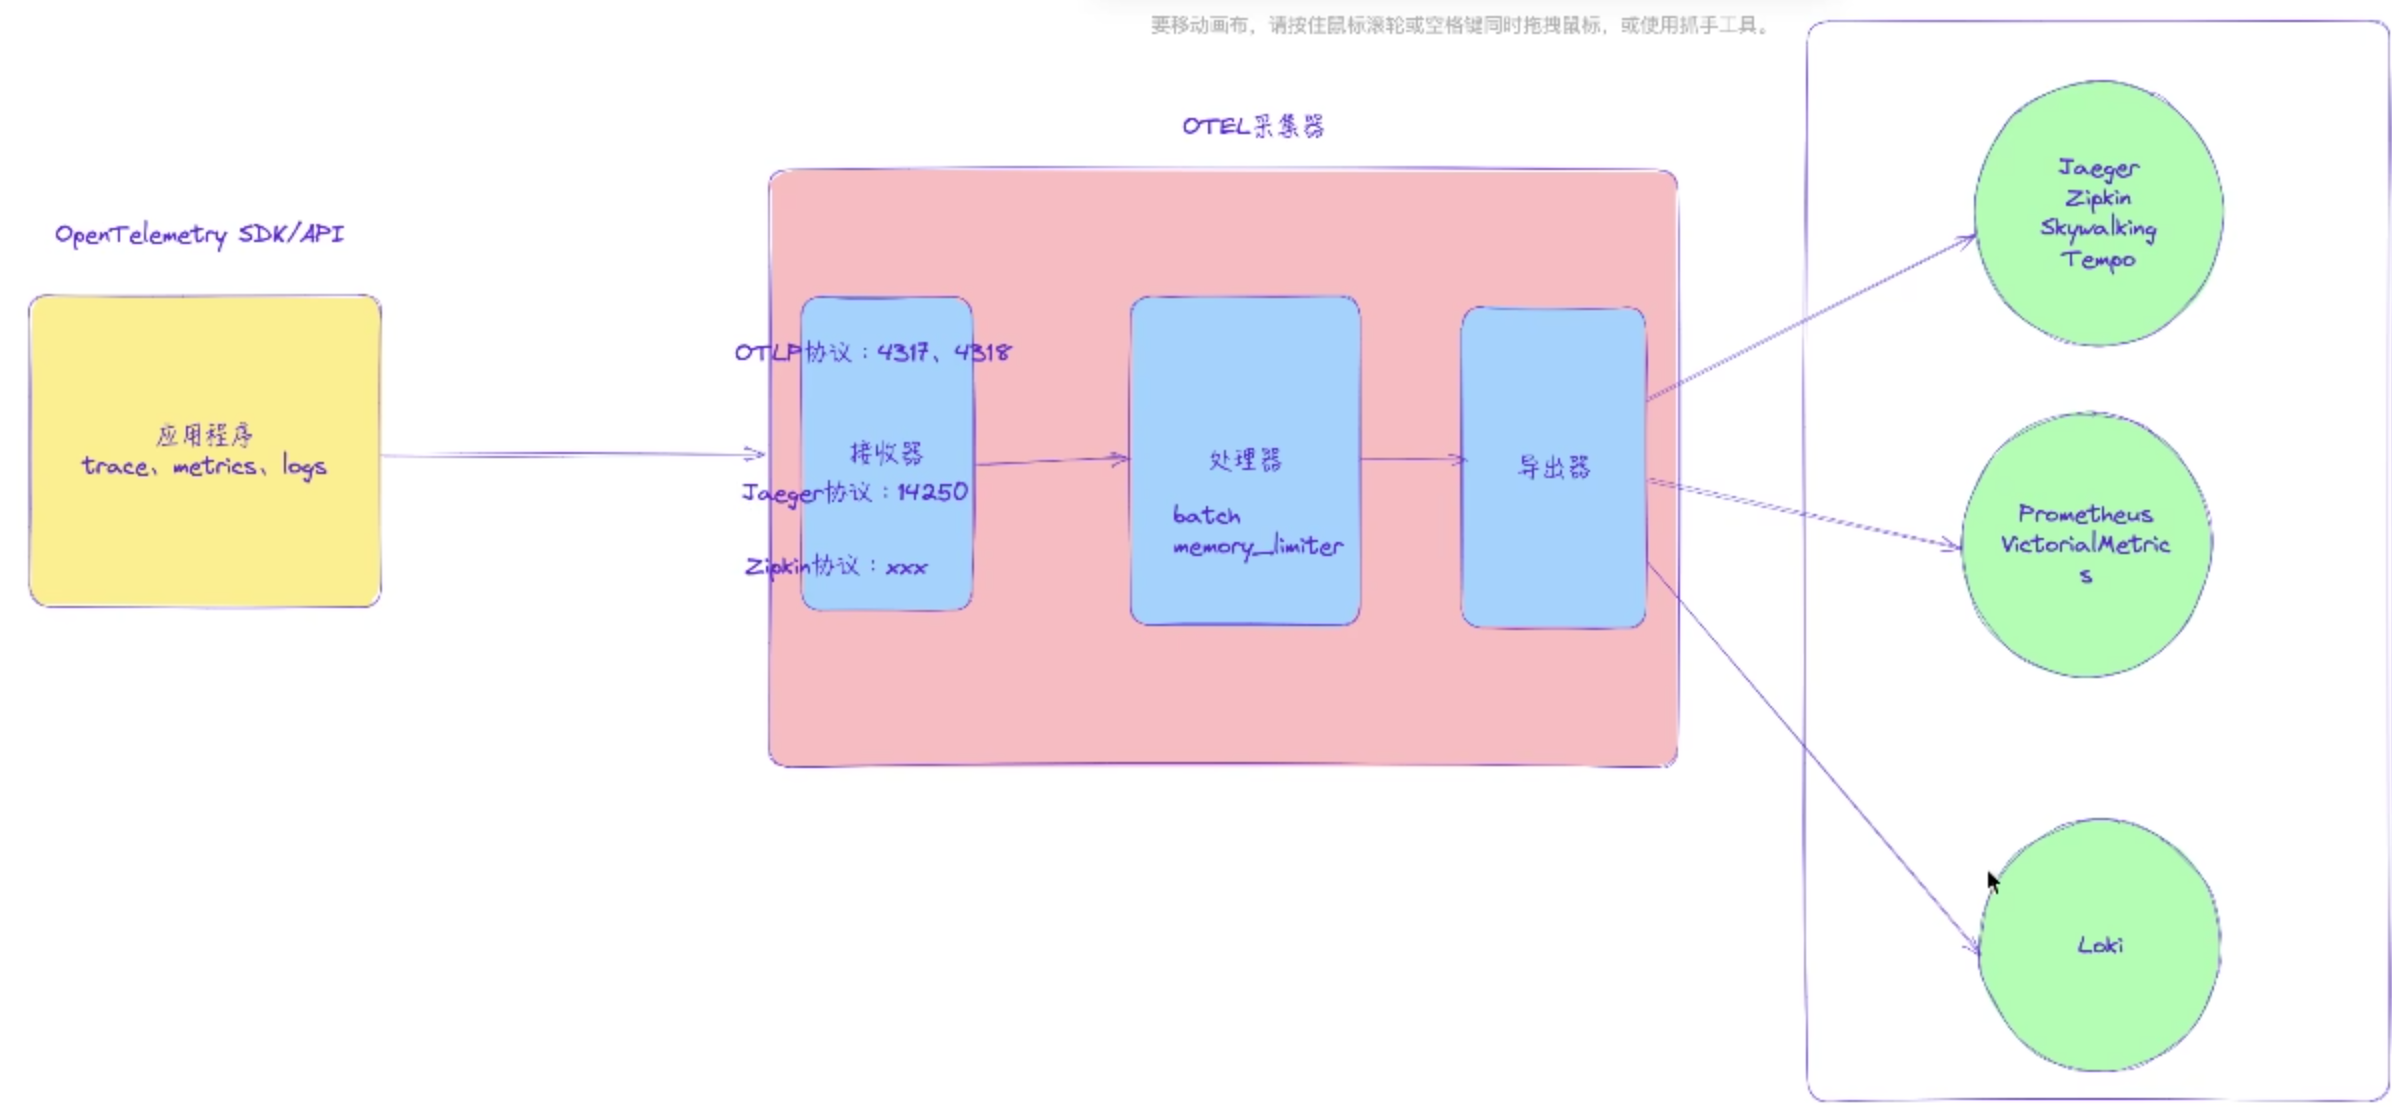 要移动画布，请按住鼠标滚轮或空格键同时拖拽鼠标，或使用抓手工具。
OpenTelemetry SDK/API
应用程序
trace、metrics、logs
OTEL采集器
OTLP协议：4317、4318
接收器
Jaeger协议：14250
Zipkin协议：xxx
处理器
batch
memory_limiter
导出器
Jaeger
Zipkin
Skywalking
Tempo
Prometheus
VictorialMetric
s
Loki